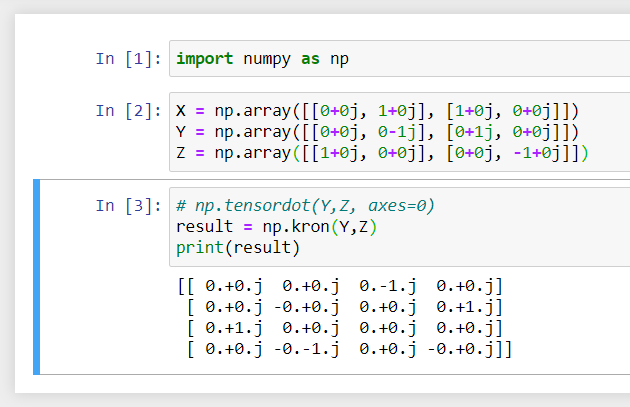 In [1]: import numpy as np
In [2]: X = np.array([[0+0j, 1+0j], [1+0j, 0+0j]])
Y = np.array([[0+0j, 0-1j], [0+1j, 0+0j]])
Z = np.array([[1+0j, 0+0j], [0+0j, -1+0j]])
In [3]: # np.tensordot(Y,Z, axes=0)
result = np.kron(Y,Z)
print(result)
[[ 0.+0.j  0.+0.j  0.-1.j  0.+0.j]
 [ 0.+0.j -0.+0.j  0.+0.j  0.+1.j]
 [ 0.+1.j  0.+0.j  0.+0.j  0.+0.j]
 [ 0.+0.j -0.-1.j  0.+0.j -0.+0.j]]